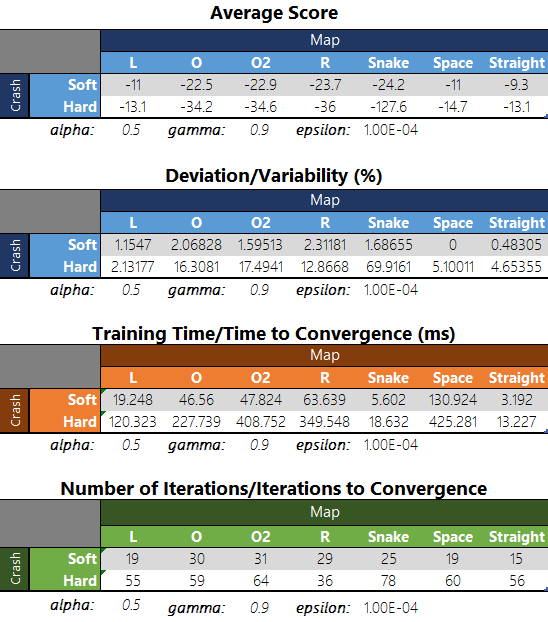 Average Score
Map
L O O2 R Snake Space Straight
Crash
Soft -11 -22.5 -22.9 -23.7 -24.2 -11 -9.3
Hard -13.1 -34.2 -34.6 -36 -127.6 -14.7 -13.1
alpha: 0.5 gamma: 0.9 epsilon: 1.00E-04
Deviation/Variability (%)
Map
L O O2 R Snake Space Straight
Crash
Soft 1.1547 2.06828 1.59513 2.31181 1.68655 0 0.48305
Hard 2.13177 16.3081 17.4941 12.8668 69.9161 5.10011 4.65355
alpha: 0.5 gamma: 0.9 epsilon: 1.00E-04
Training Time/Time to Convergence (ms)
Map
L O O2 R Snake Space Straight
Crash
Soft 19.248 46.56 47.824 63.639 5.602 130.924 3.192
Hard 120.323 227.739 408.752 349.548 18.632 425.281 13.227
alpha: 0.5 gamma: 0.9 epsilon: 1.00E-04
Number of Iterations/Iterations to Convergence
Map
L O O2 R Snake Space Straight
Crash
Soft 19 30 31 29 25 19 15
Hard 55 59 64 36 78 60 56
alpha: 0.5 gamma: 0.9 epsilon: 1.00E-04